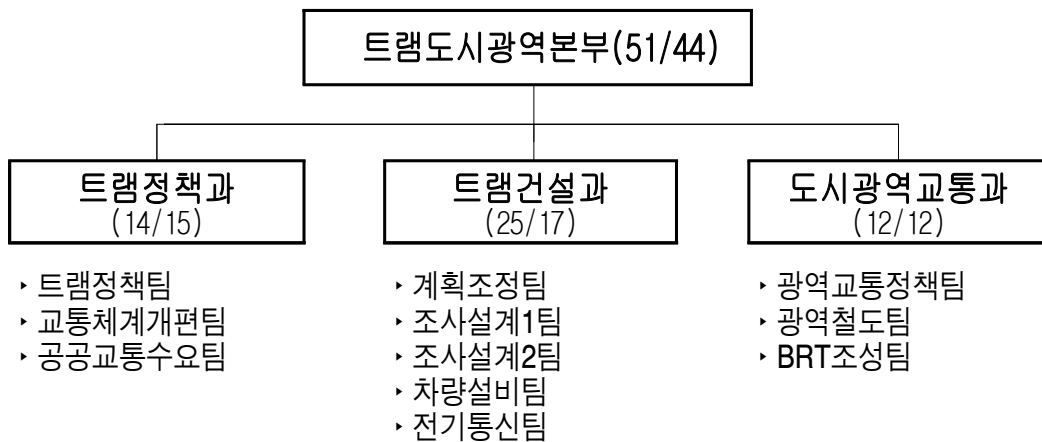 트램도시광역본부(51/44)
트램정책과
(14/15)
‣ 트램정책팀
‣ 교통체계개편팀
‣ 공공교통수요팀
트램건설과
(25/17)
‣ 계획조정팀
‣ 조사설계1팀
‣ 조사설계2팀
‣ 차량설비팀
‣ 전기통신팀
도시광역교통과
(12/12)
‣ 광역교통정책팀
‣ 광역철도팀
‣ BRT조성팀